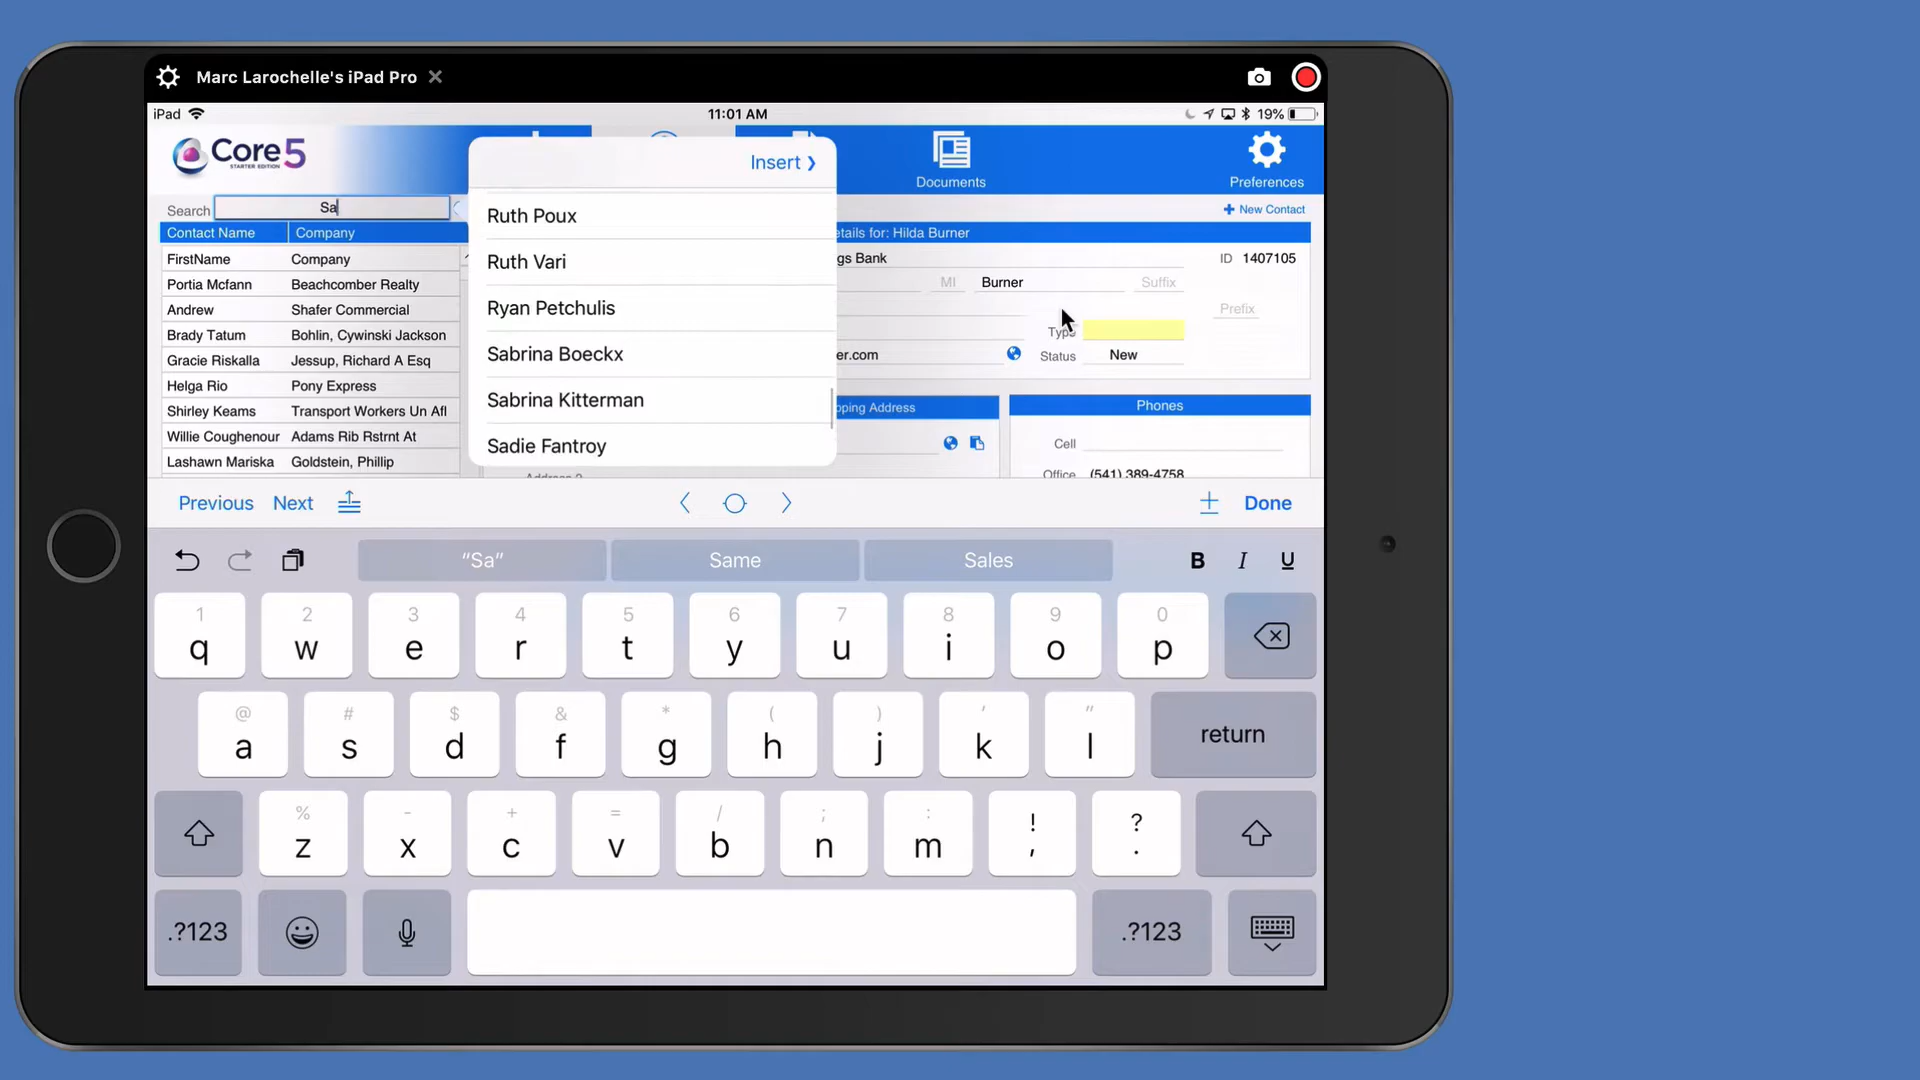 Marc Larochelle's iPad Pro
iPad 11:01 AM 19%
Core 5
STARTER EDITION
Documents
Preferences
Insert
Search Sa
+ New Contact
Contact Name Company
etails for: Hilda Burner
FirstName Company
gs Bank
ID 1407105
Portia Mcfann Beachcomber Realty
MI Burner Suffix
Andrew Shafer Commercial
Prefix
Brady Tatum Bohlin, Cywinski Jackson
Type
Gracie Riskalla Jessup, Richard A Esq
er.com
Status New
Helga Rio Pony Express
Shirley Keams Transport Workers Un Afl
pping Address
Phones
Willie Coughenour Adams Rib Rstrnt At
Cell
Lashawn Mariska Goldstein, Phillip
Address 2
Office (541) 389-4758
Ruth Poux
Ruth Vari
Ryan Petchulis
Sabrina Boeckx
Sabrina Kitterman
Sadie Fantroy
Previous Next Done
“Sa” Same Sales B I U
1 2 3 4 5 6 7 8 9 0
q w e r t y u i o p
@ # $ & * ( ) ' "
a s d f g h j k l return
% - + = / ; : ! ?
z x c v b n m , .
.?123 .?123